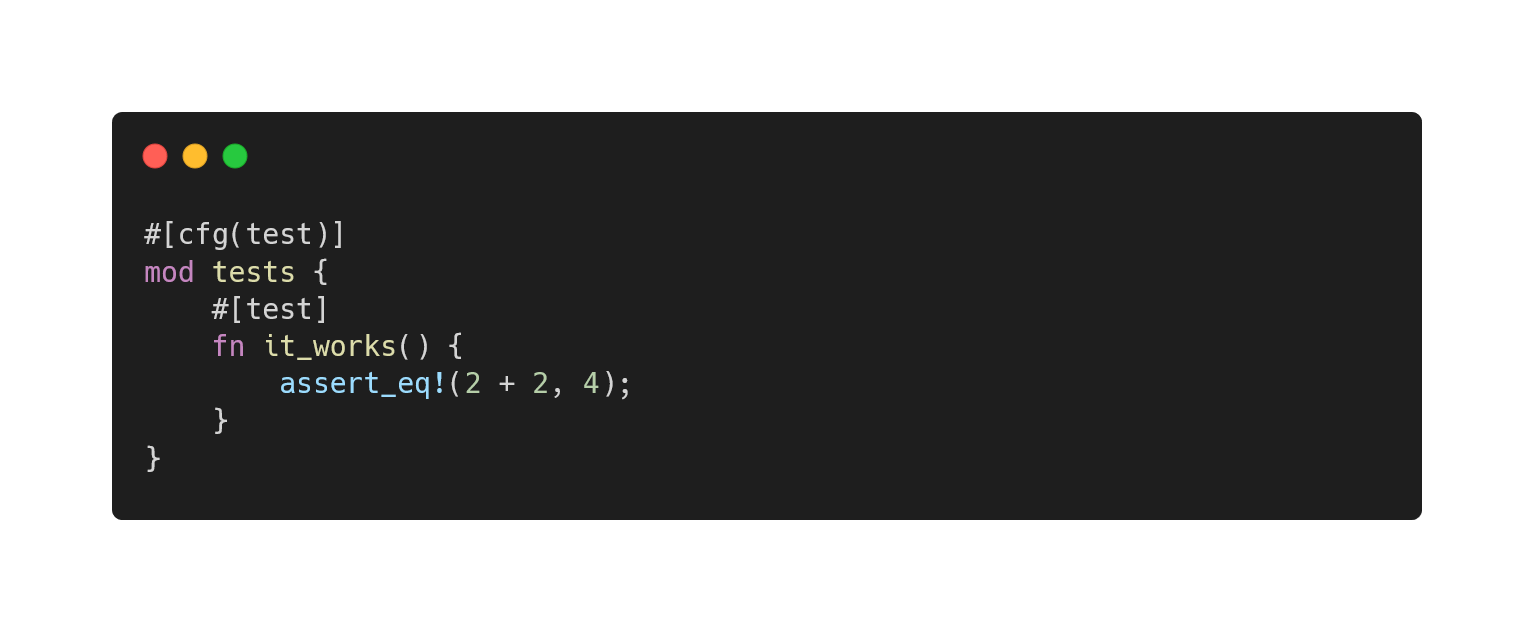 #[cfg(test)]
mod tests {
    #[test]
    fn it_works() {
        assert_eq!(2 + 2, 4);
    }
}